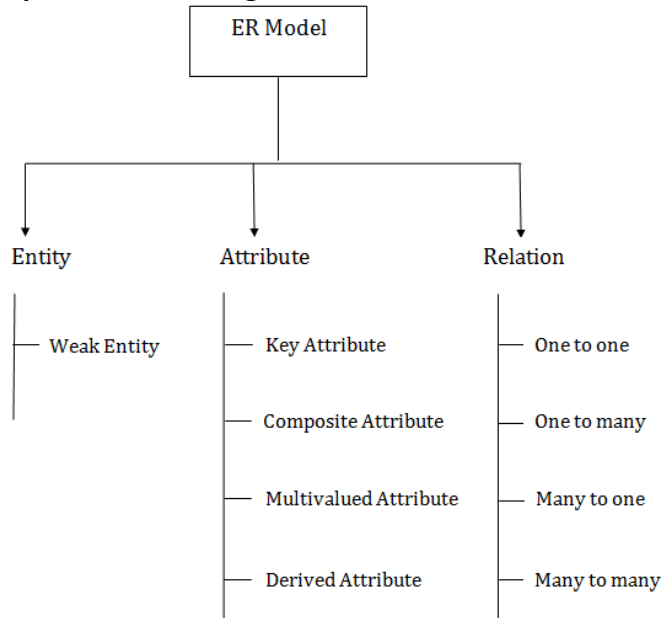 ER Model
Entity
Attribute
Relation
Weak Entity
Key Attribute
One to one
Composite Attribute
One to many
Multivalued Attribute
Many to one
Derived Attribute
Many to many